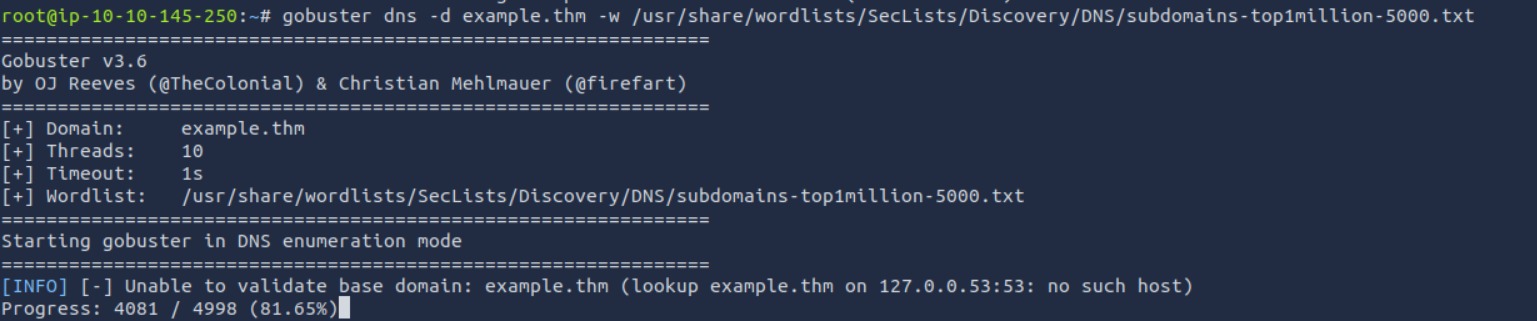 root@ip-10-10-145-250:~# gobuster dns -d example.thm -w /usr/share/wordlists/SecLists/Discovery/DNS/subdomains-top1million-5000.txt
===============================================================
Gobuster v3.6
by OJ Reeves (@TheColonial) & Christian Mehlmauer (@firefart)
===============================================================
[+] Domain:     example.thm
[+] Threads:    10
[+] Timeout:    1s
[+] Wordlist:   /usr/share/wordlists/SecLists/Discovery/DNS/subdomains-top1million-5000.txt
===============================================================
Starting gobuster in DNS enumeration mode
===============================================================
[INFO] [-] Unable to validate base domain: example.thm (lookup example.thm on 127.0.0.53:53: no such host)
Progress: 4081 / 4998 (81.65%)